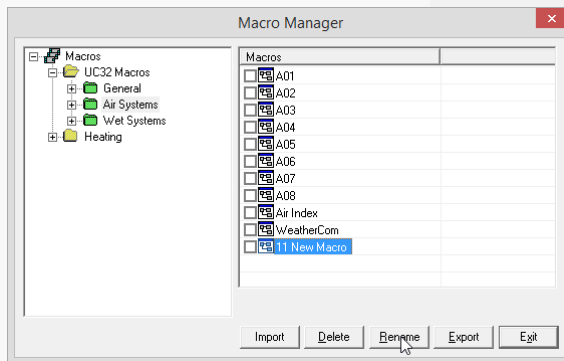 Macro Manager
x
Macros
UC32 Macros
General
Air Systems
Wet Systems
Heating
Macros
A01
A02
A03
A04
A05
A06
A07
A08
Air Index
WeatherCom
11 New Macro
Import Delete Rename Export Exit